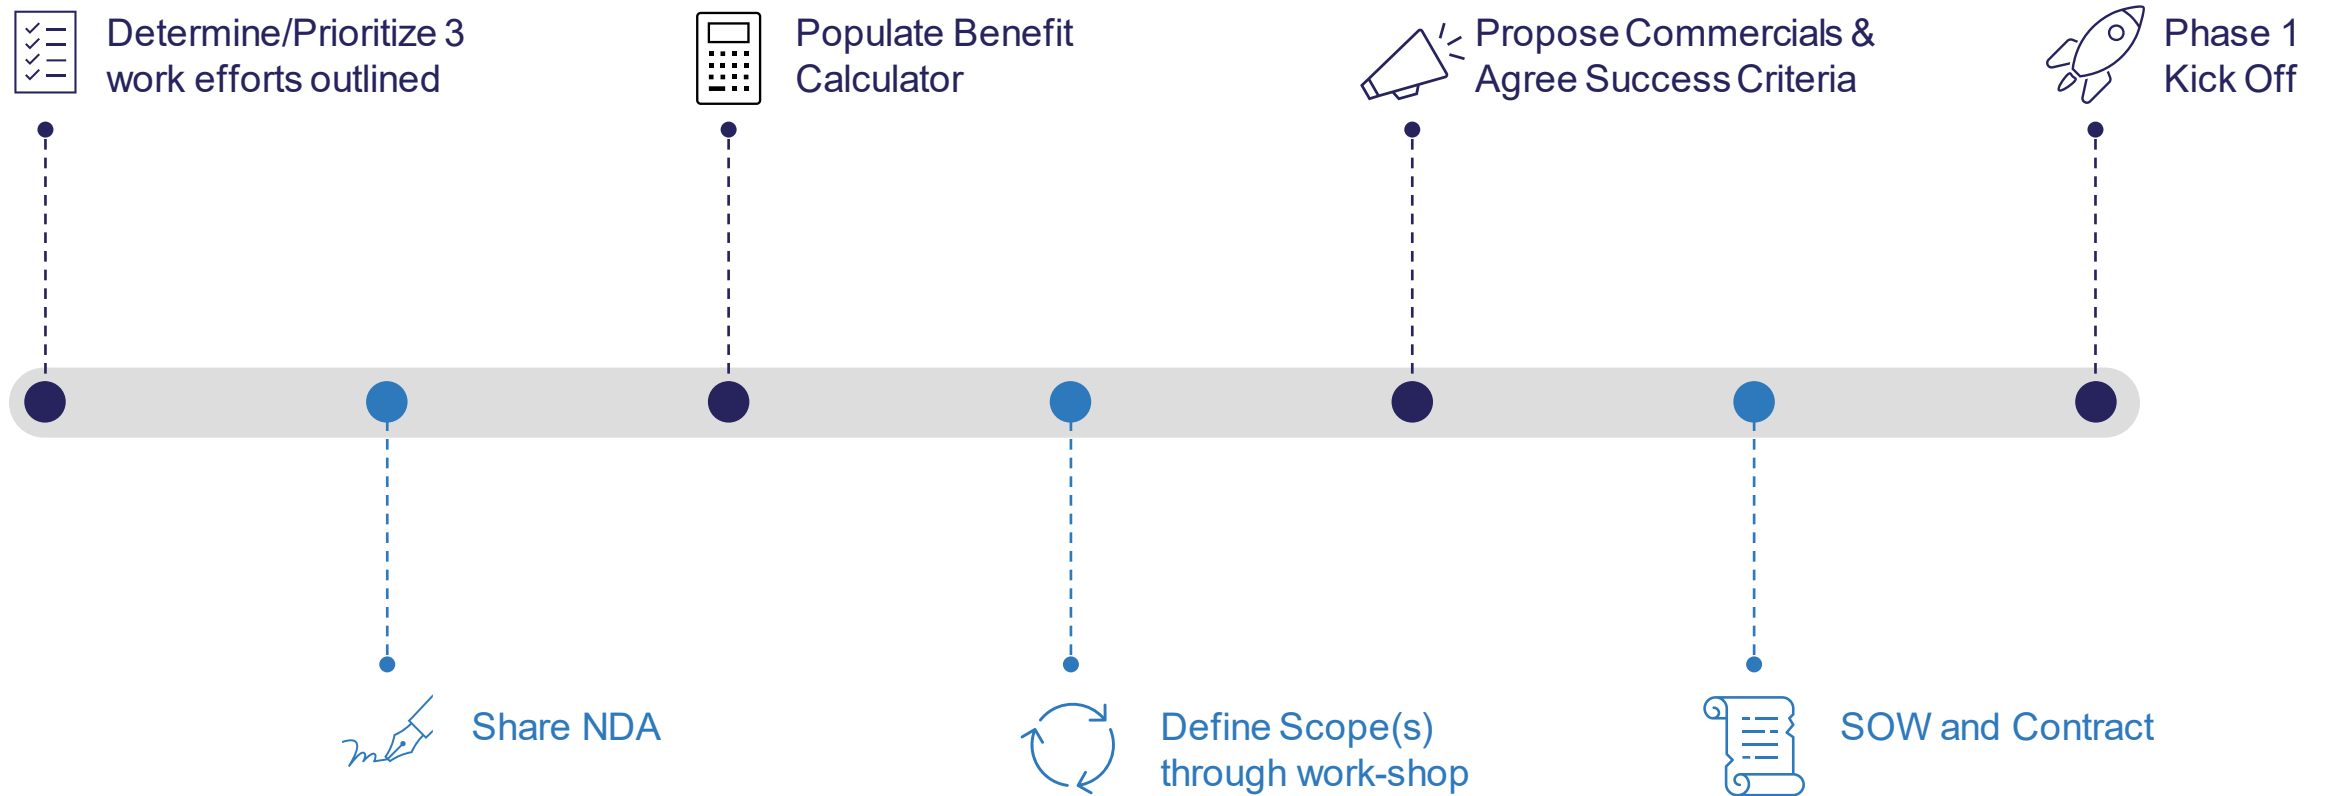 Determine/Prioritize 3
work efforts outlined
Populate Benefit
Calculator
Propose Commercials &
Agree Success Criteria
Phase 1
Kick Off
Share NDA
Define Scope(s)
through work-shop
SOW and Contract